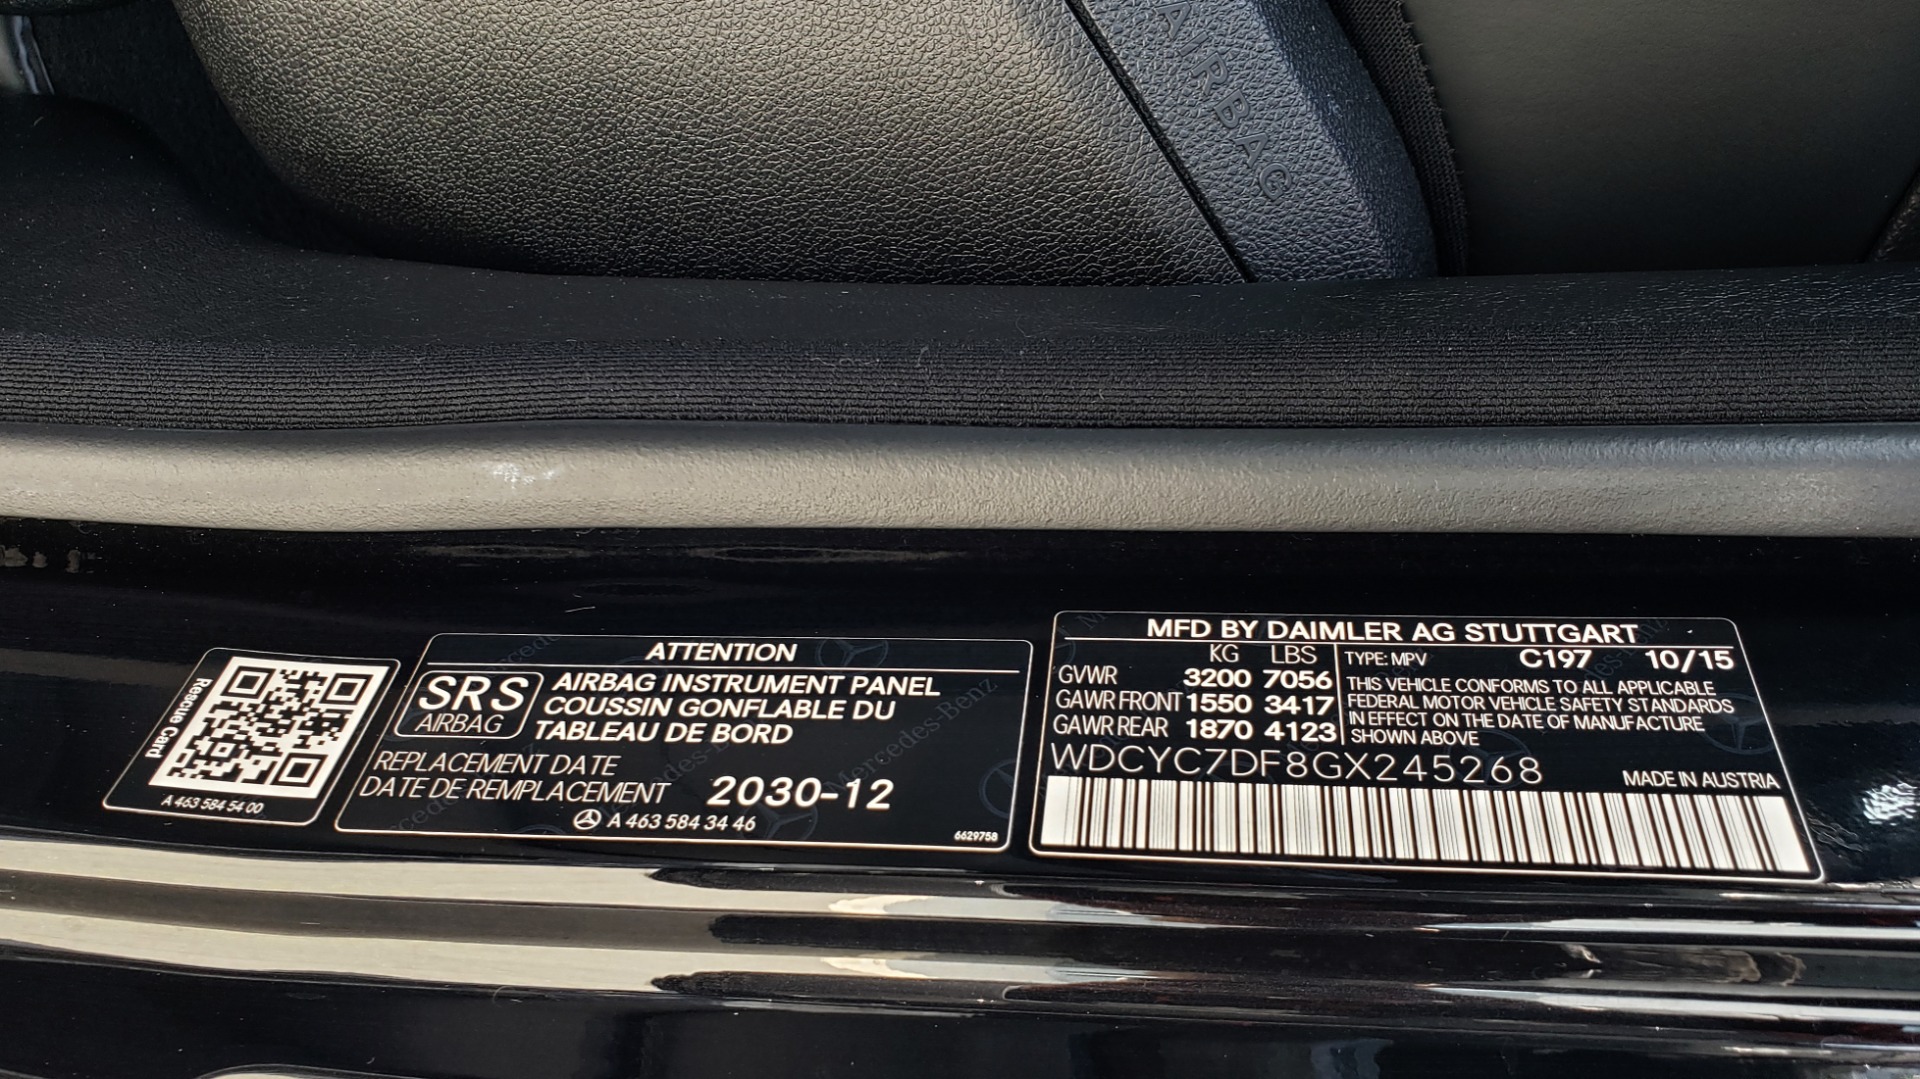 AIRBAG
Rescue Card
A 463 584 54 00
ATTENTION
SRS
AIRBAG
AIRBAG INSTRUMENT PANEL
COUSSIN GONFLABLE DU
TABLEAU DE BORD
REPLACEMENT DATE
DATE DE REMPLACEMENT 2030-12
A 463 584 34 46
6629758
MFD BY DAIMLER AG STUTTGART
KG LBS
GVWR 3200 7056
GAWR FRONT 1550 3417
GAWR REAR 1870 4123
TYPE: MPV C197 10/15
THIS VEHICLE CONFORMS TO ALL APPLICABLE
FEDERAL MOTOR VEHICLE SAFETY STANDARDS
IN EFFECT ON THE DATE OF MANUFACTURE
SHOWN ABOVE
WDCYC7DF8GX245268
MADE IN AUSTRIA
Mercedes-Benz